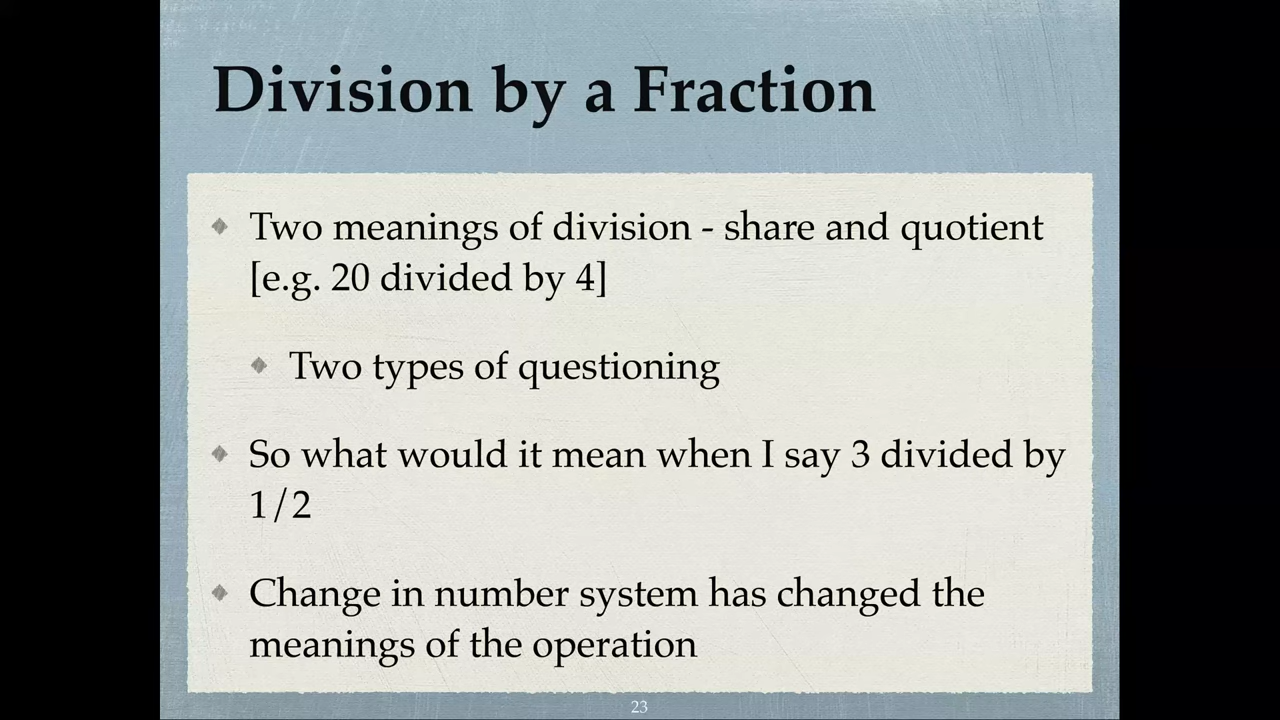 Division by a Fraction
Two meanings of division - share and quotient
[e.g. 20 divided by 4]
Two types of questioning
So what would it mean when I say 3 divided by
1/2
Change in number system has changed the
meanings of the operation
23